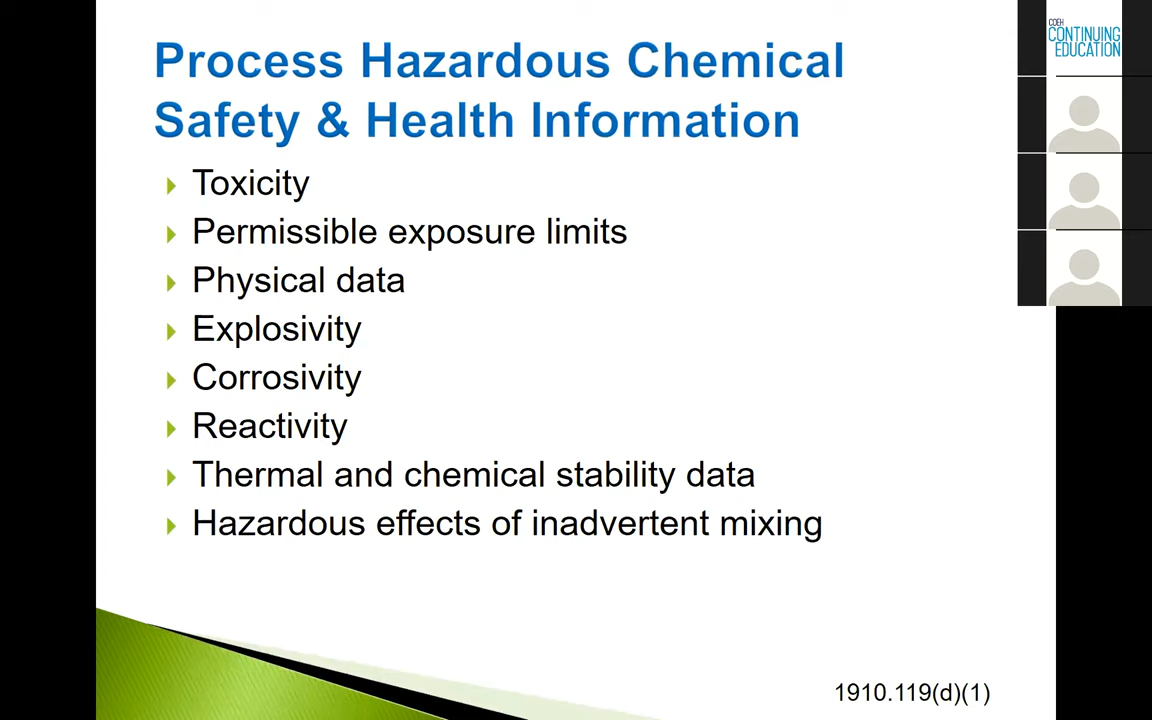 Process Hazardous Chemical
Safety & Health Information
Toxicity
Permissible exposure limits
Physical data
Explosivity
Corrosivity
Reactivity
Thermal and chemical stability data
Hazardous effects of inadvertent mixing
1910.119(d)(1)
COEH
CONTINUING
EDUCATION